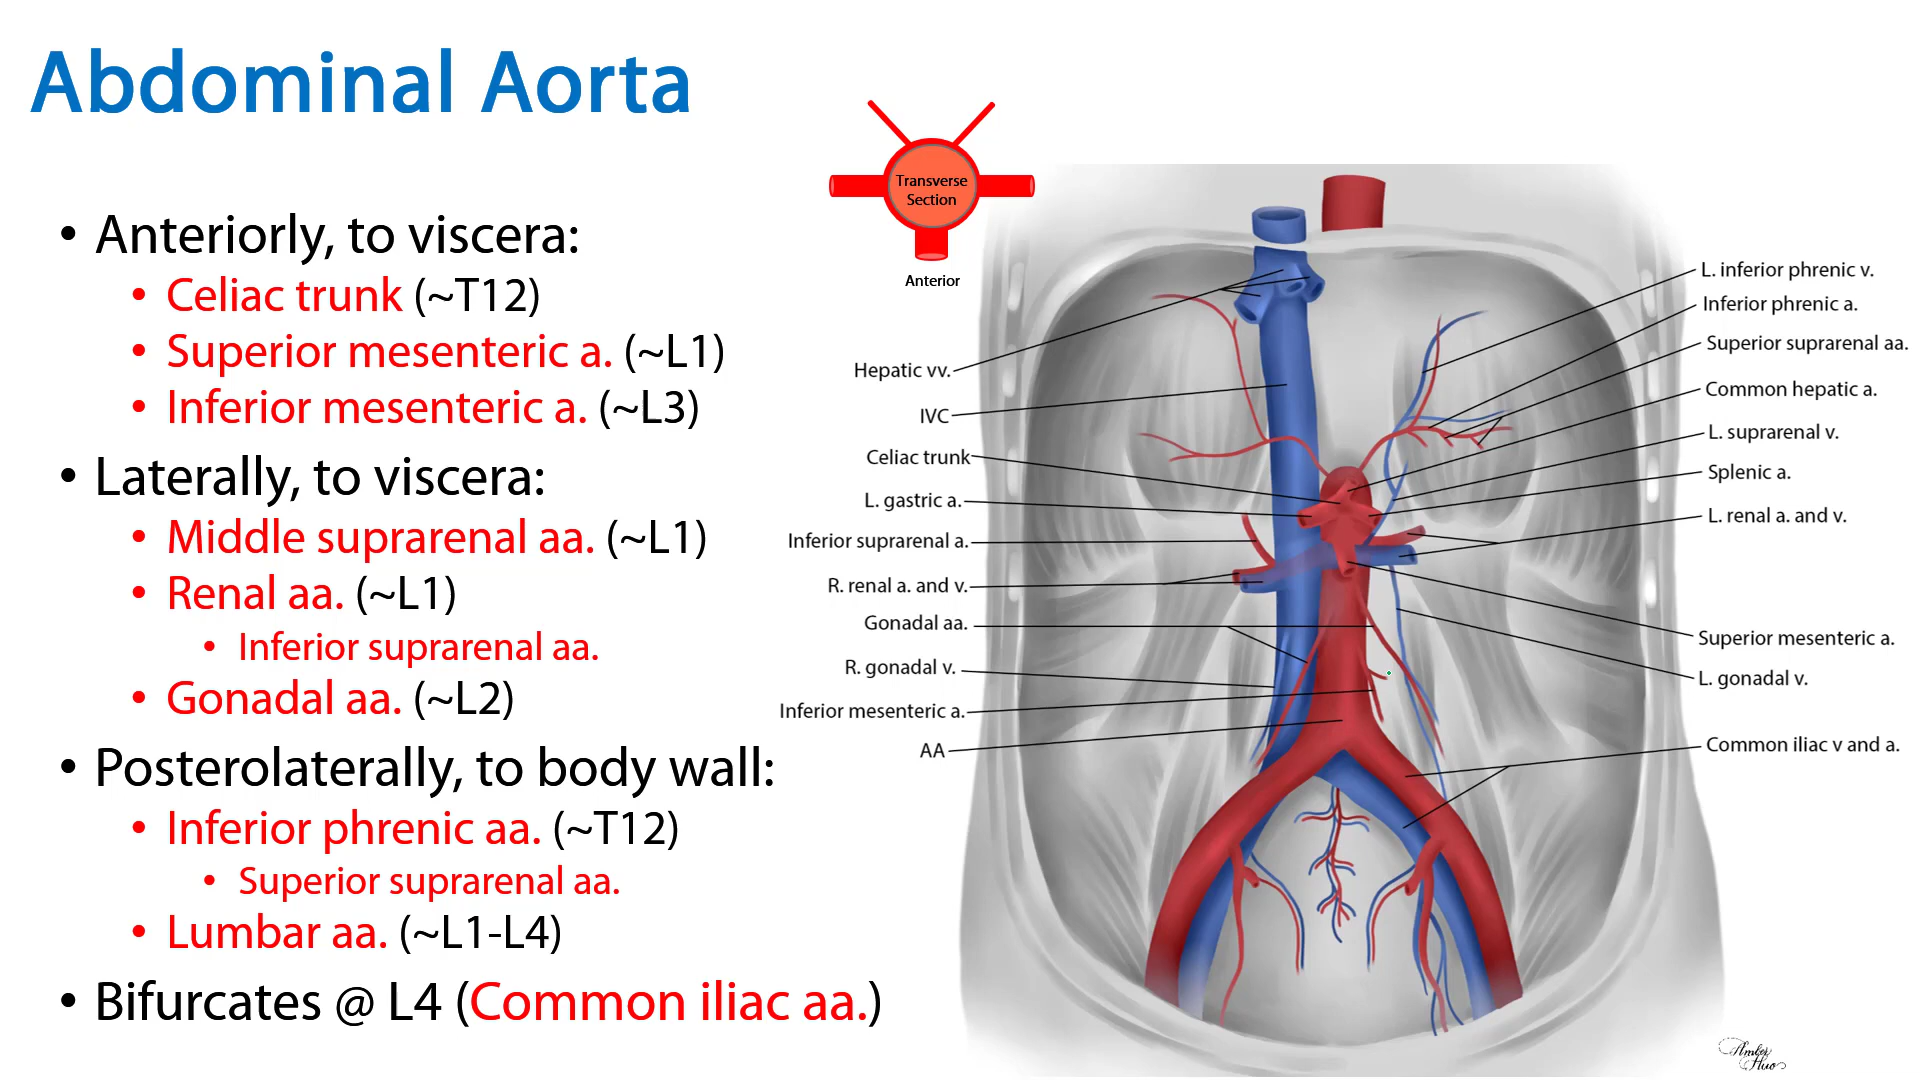 Abdominal Aorta
• Anteriorly, to viscera:
• Celiac trunk (~T12)
• Superior mesenteric a. (~L1)
• Inferior mesenteric a. (~L3)
• Laterally, to viscera:
• Middle suprarenal aa. (~L1)
• Renal aa. (~L1)
• Inferior suprarenal aa.
• Gonadal aa. (~L2)
• Posterolaterally, to body wall:
• Inferior phrenic aa. (~T12)
• Superior suprarenal aa.
• Lumbar aa. (~L1-L4)
• Bifurcates @ L4 (Common iliac aa.)
Transverse
Section
Anterior
Hepatic vv.
IVC
Celiac trunk
L. gastric a.
Inferior suprarenal a.
R. renal a. and v.
Gonadal aa.
R. gonadal v.
Inferior mesenteric a.
AA
L. inferior phrenic v.
Inferior phrenic a.
Superior suprarenal aa.
Common hepatic a.
L. suprarenal v.
Splenic a.
L. renal a. and v.
Superior mesenteric a.
L. gonadal v.
Common iliac v and a.
Amber
Huo